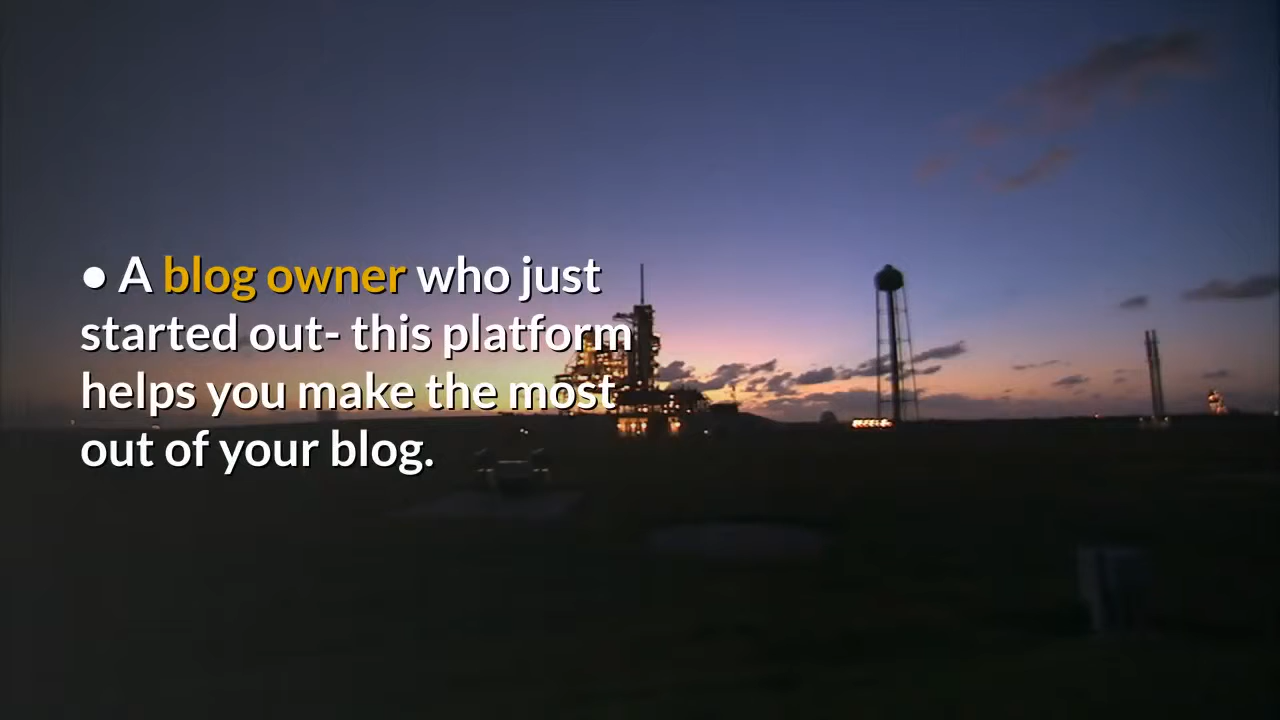 ● A blog owner who just
started out- this platform
helps you make the most
out of your blog.